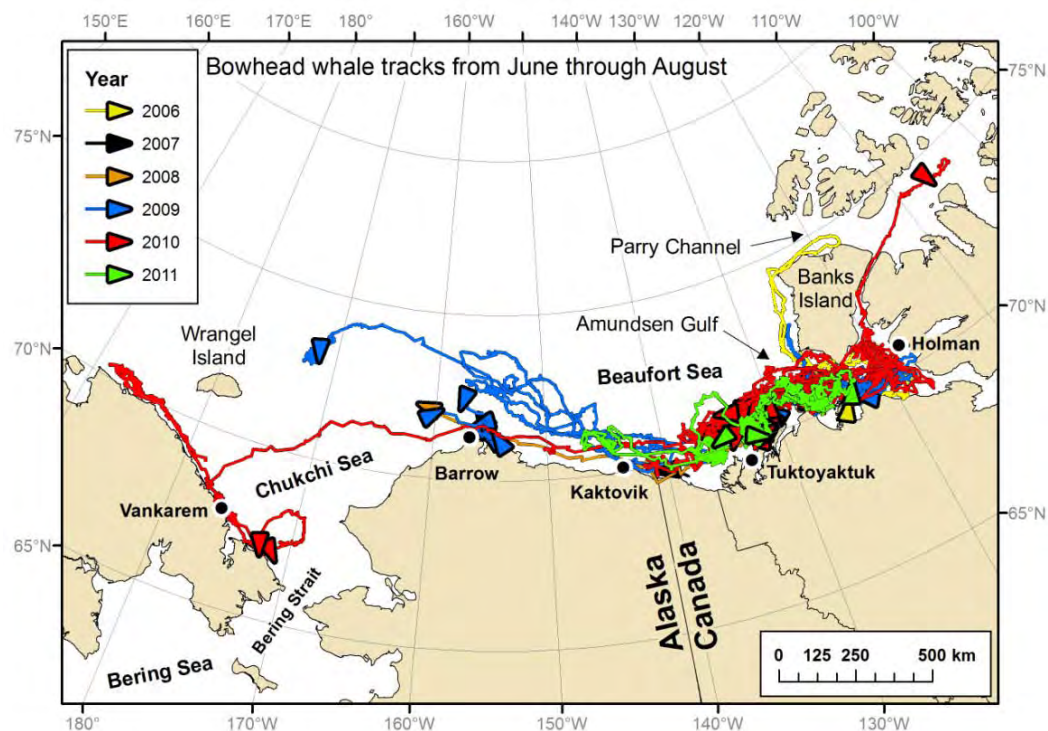 150°E 160°E 170°E 180° 160°W 140°W 130°W 120°W 110°W 100°W
Bowhead whale tracks from June through August
Year
2006
2007
2008
2009
2010
2011
75°N
75°N
Parry Channel
Banks
Island
Amundsen Gulf
70°N
Wrangel
Island
70°N
Holman
Beaufort Sea
Chukchi Sea
Barrow
Kaktovik
Tuktoyaktuk
Vankarem
65°N
65°N
Bering Strait
Alaska
Canada
Bering Sea
0 125 250 500 km
180° 170°W 160°W 150°W 140°W 130°W